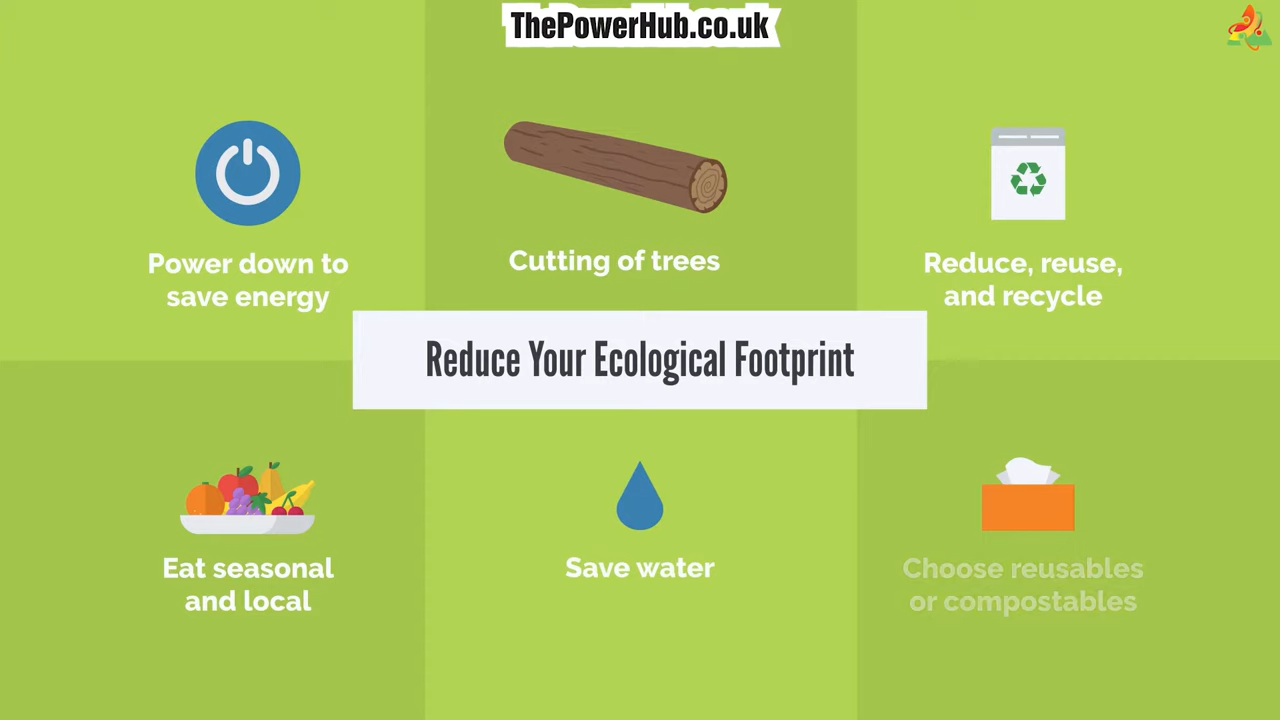 ThePowerHub.co.uk
Power down to
save energy
Cutting of trees
Reduce, reuse,
and recycle
Reduce Your Ecological Footprint
Eat seasonal
and local
Save water
Choose reusables
or compostables